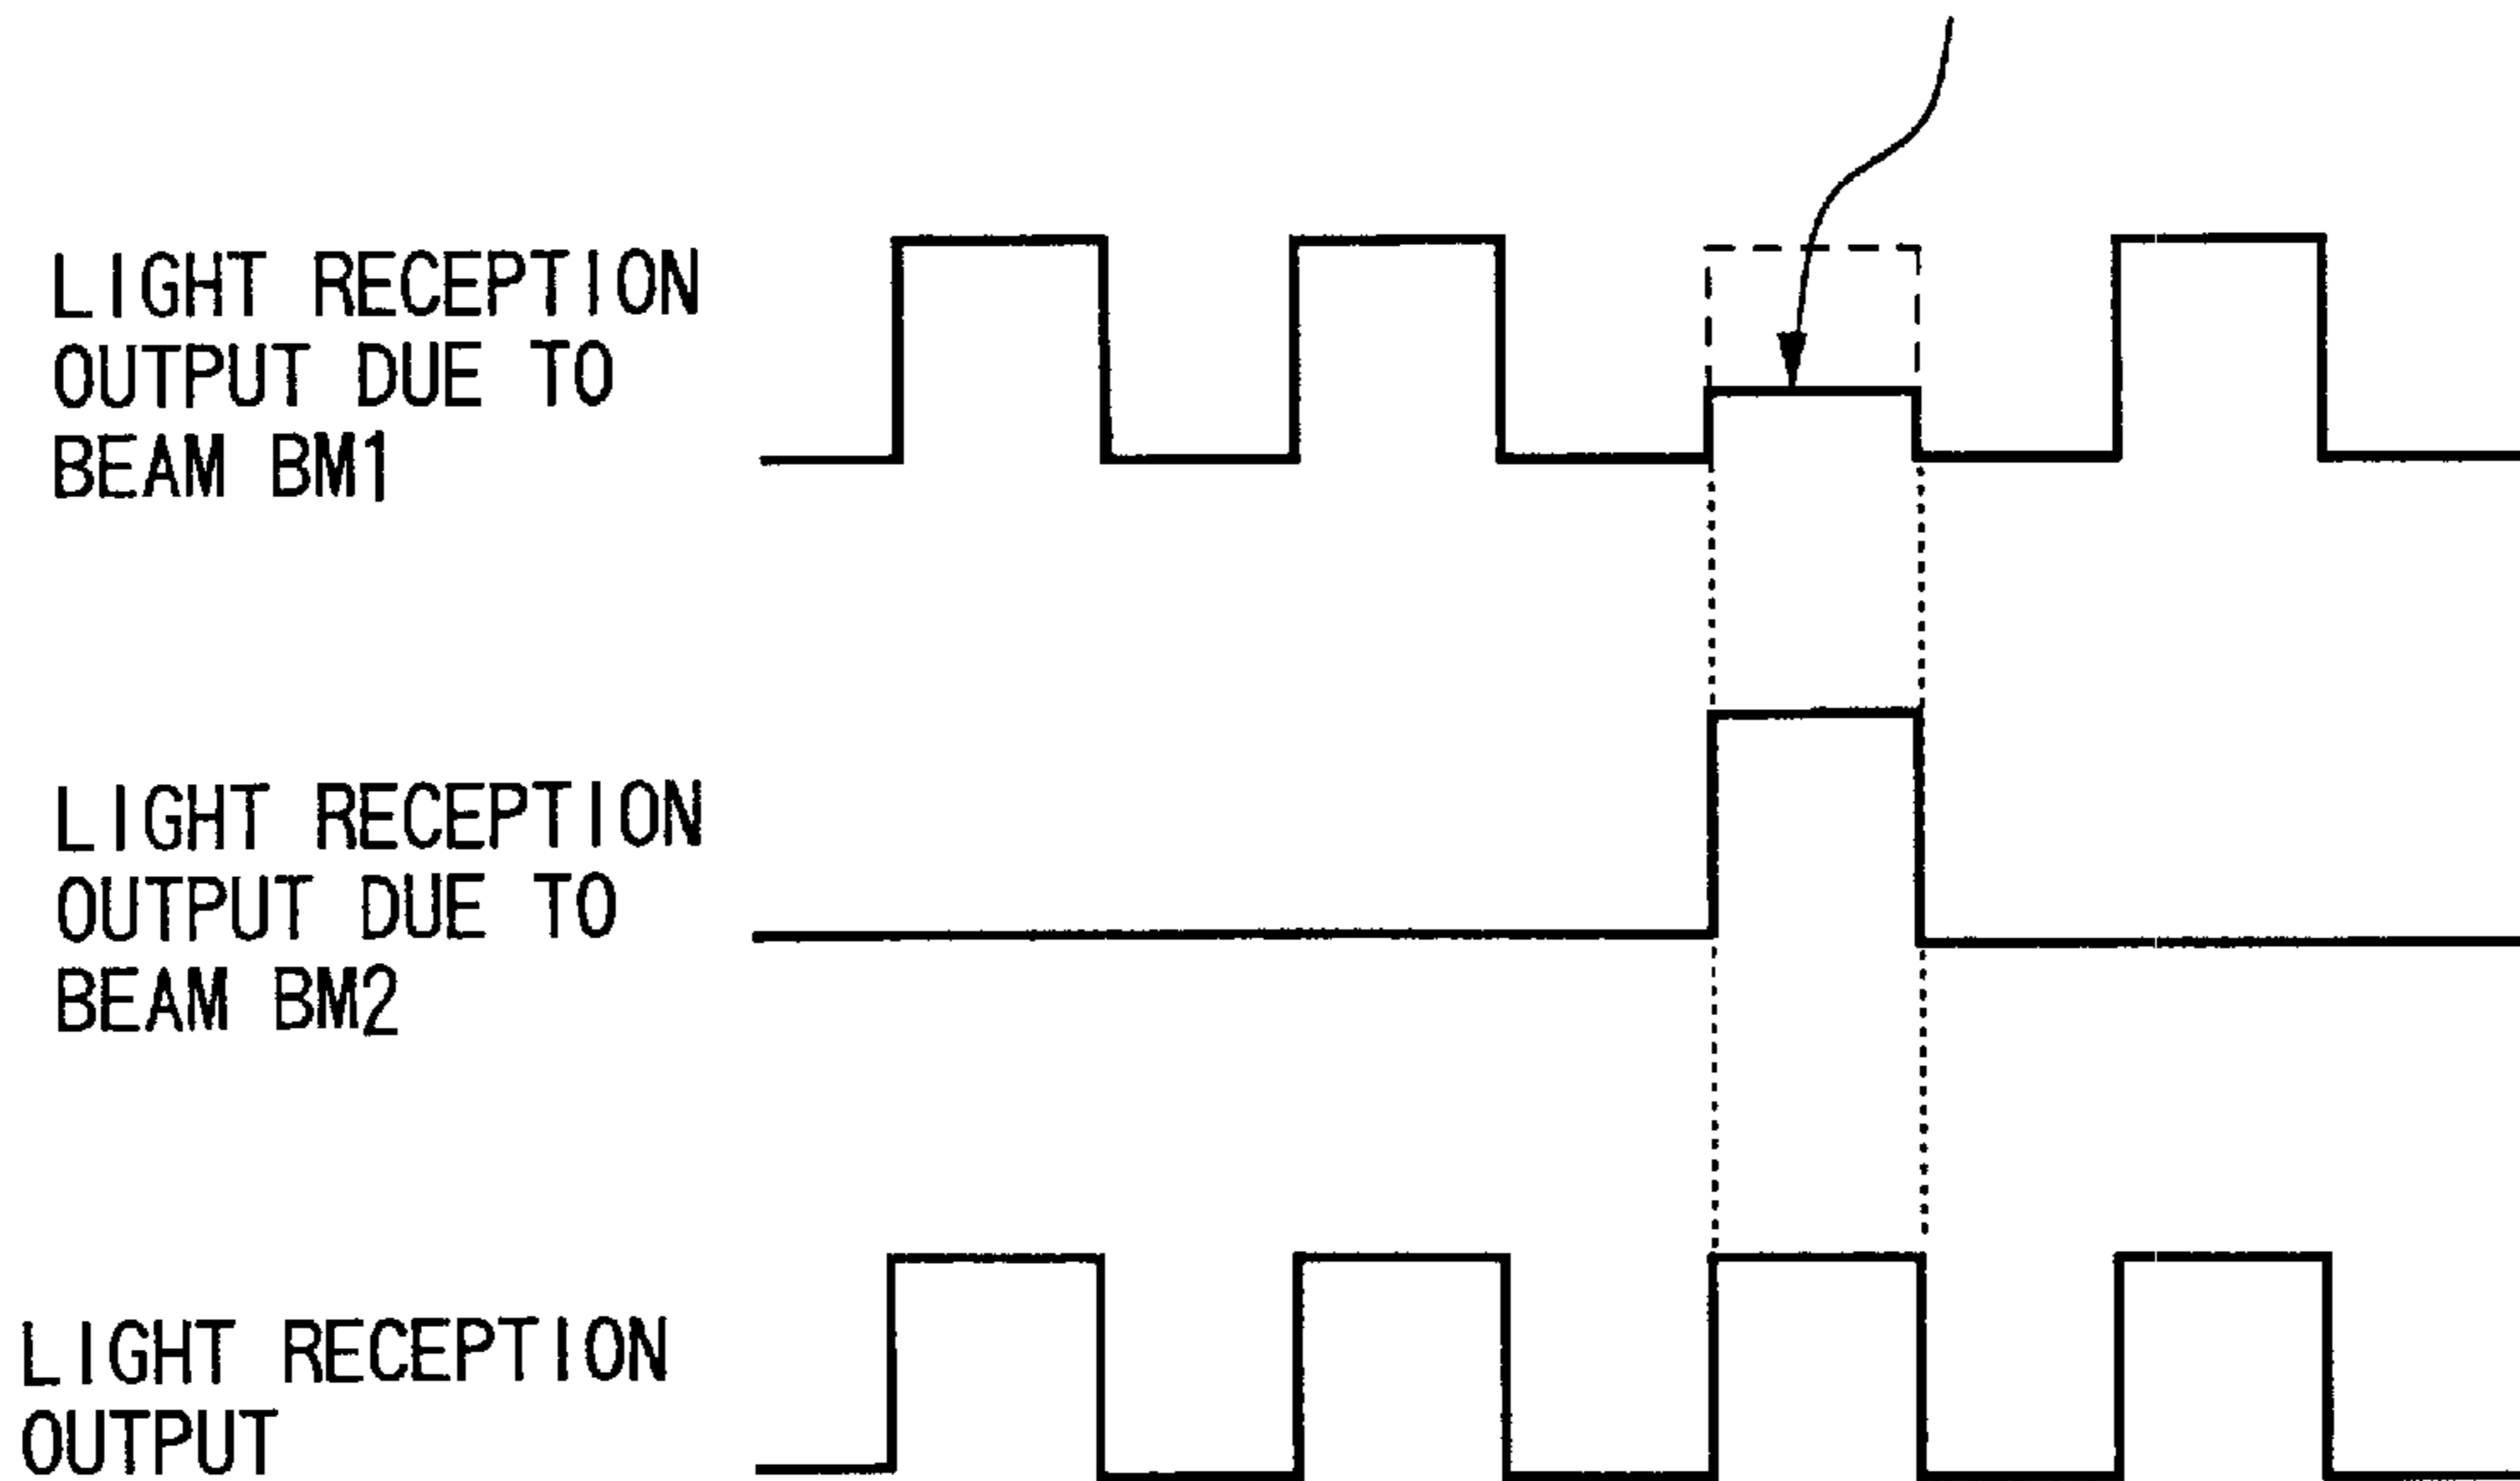 LIGHT RECEPTION
OUTPUT DUE TO
BEAM BM1
LIGHT RECEPTION
OUTPUT DUE TO
BEAM BM2
LIGHT RECEPTION
OUTPUT